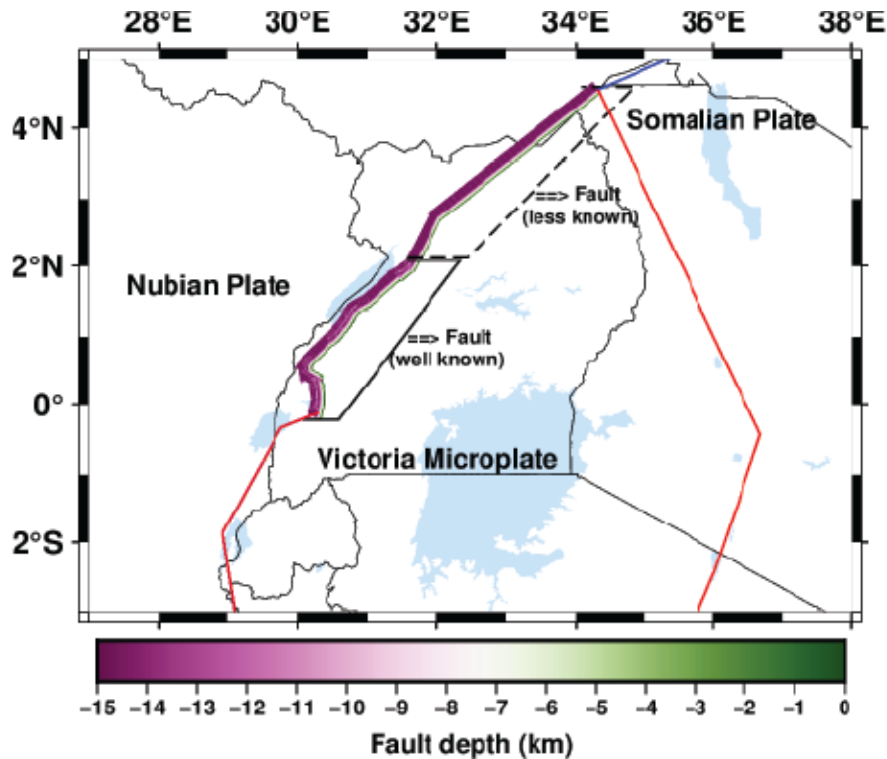 28°E 30°E 32°E 34°E 36°E 38°E
4°N
Somalian Plate
==> Fault
(less known)
2°N
Nubian Plate
==> Fault
(well known)
0°
Victoria Microplate
2°S
−15 −14 −13 −12 −11 −10 −9 −8 −7 −6 −5 −4 −3 −2 −1 0
Fault depth (km)